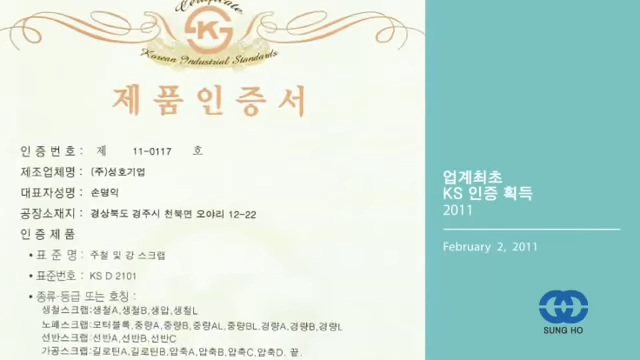 Certificate
KS
Korean Industrial Standards
제품인증서
인증번호: 제 11-0117 호
제조업체명: (주)성호기업
대표자성명: 손명익
공장소재지: 경상북도 경주시 천북면 오야리 12-22
인증제품
• 표준명: 주철 및 강 스크랩
• 표준번호: KS D 2101
• 종류·등급 또는 호칭:
생철스크랩:생철A,생철B,생압,생철L
노폐스크랩:모터블록,중량A,중량B,중량AL,중량BL,경량A,경량B,경량L
선반스크랩:선반A,선반B,선반C
가공스크랩:길로틴A,길로틴B,압축A,압축B,압축C,압축D. 끝.
업계최초
KS 인증 획득
2011
February 2, 2011
SUNG HO